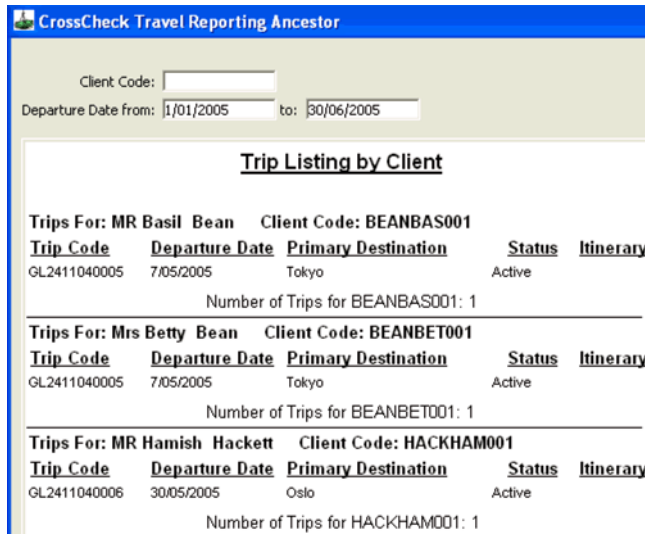 CrossCheck Travel Reporting Ancestor
Client Code:
Departure Date from: 1/01/2005 to: 30/06/2005
Trip Listing by Client
Trips For: MR Basil Bean Client Code: BEANBAS001
Trip Code Departure Date Primary Destination Status Itinerary
GL2411040005 7/05/2005 Tokyo Active
Number of Trips for BEANBAS001: 1
Trips For: Mrs Betty Bean Client Code: BEANBET001
Trip Code Departure Date Primary Destination Status Itinerary
GL2411040005 7/05/2005 Tokyo Active
Number of Trips for BEANBET001: 1
Trips For: MR Hamish Hackett Client Code: HACKHAM001
Trip Code Departure Date Primary Destination Status Itinerary
GL2411040006 30/05/2005 Oslo Active
Number of Trips for HACKHAM001: 1